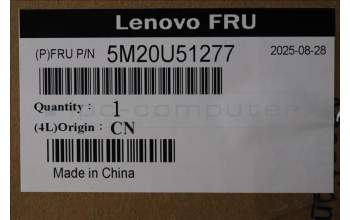 Lenovo FRU
(P)FRU P/N 5M20U51277 2025-08-28
Quantity : 1
(4L)Origin : CN
Made in China